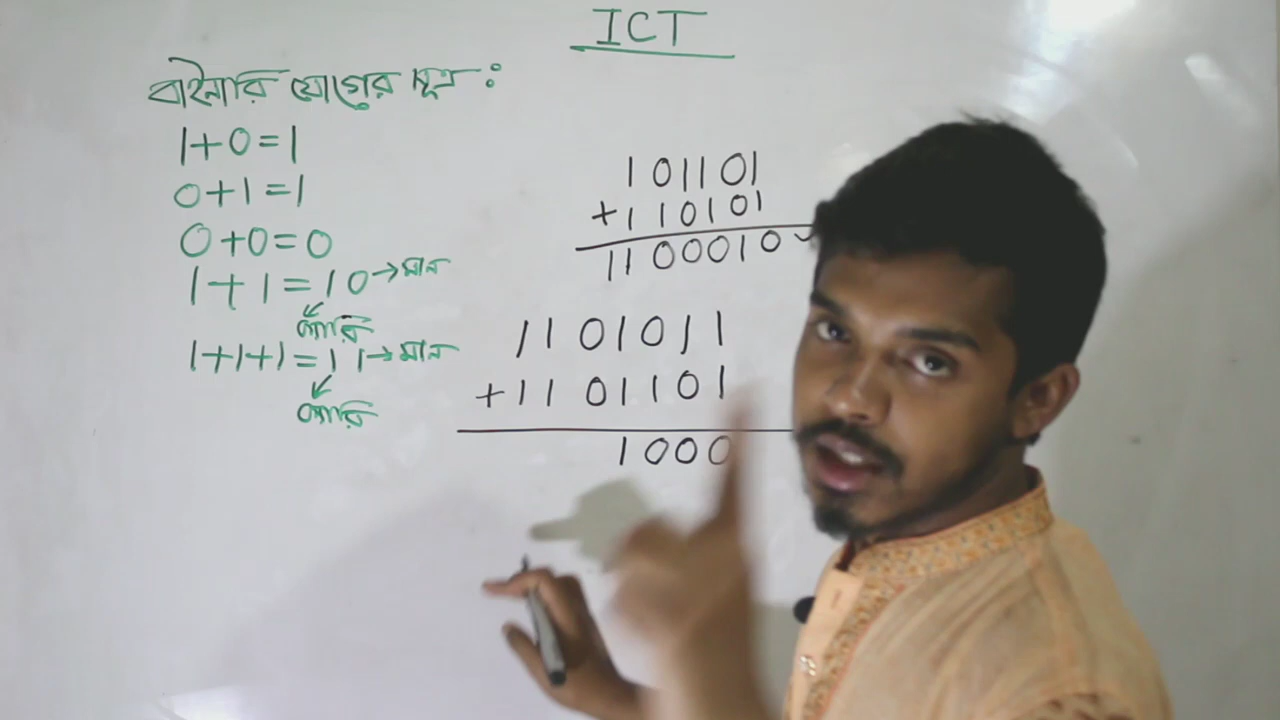 ICT
বাইনারি যোগের সূত্র :
1+0=1
0+1=1
0+0=0
1+1=10→মান
ক্যারি
1+1+1=11→মান
ক্যারি
101101
+110101
1100010
1101011
+1101101
1000